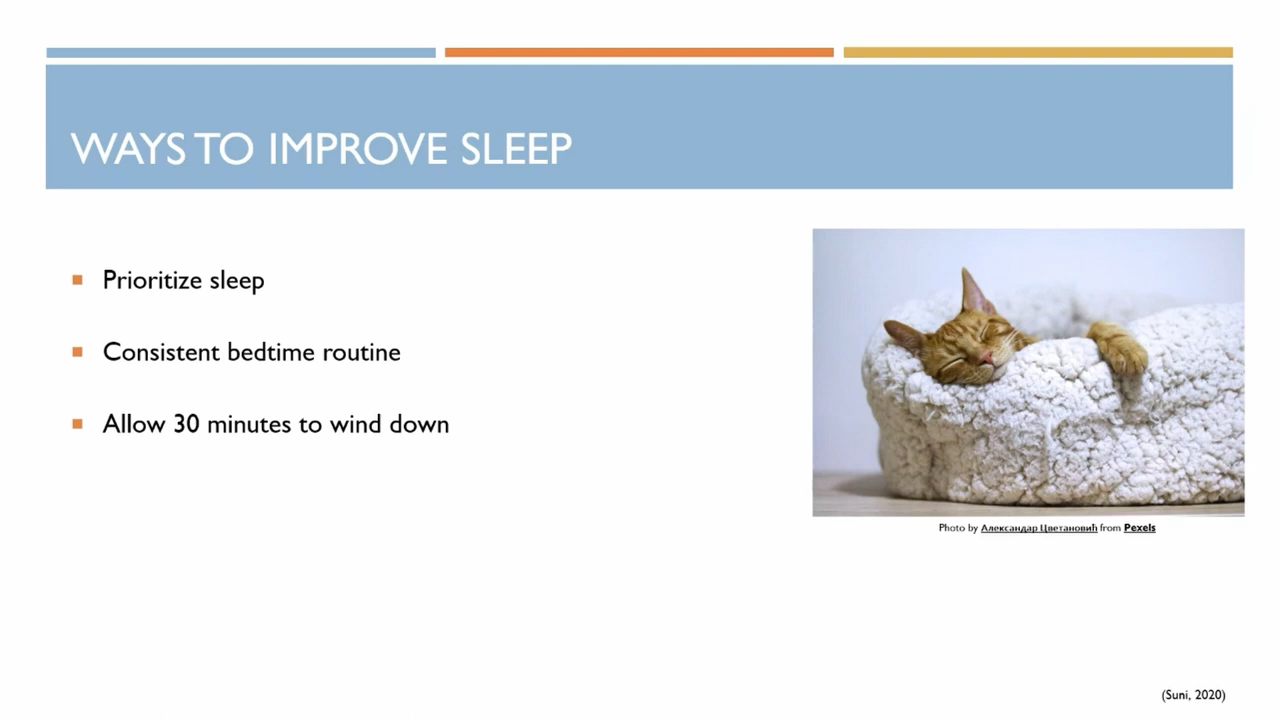 WAYS TO IMPROVE SLEEP
Prioritize sleep
Consistent bedtime routine
Allow 30 minutes to wind down
Photo by Александар Цветановић from Pexels
(Suni, 2020)